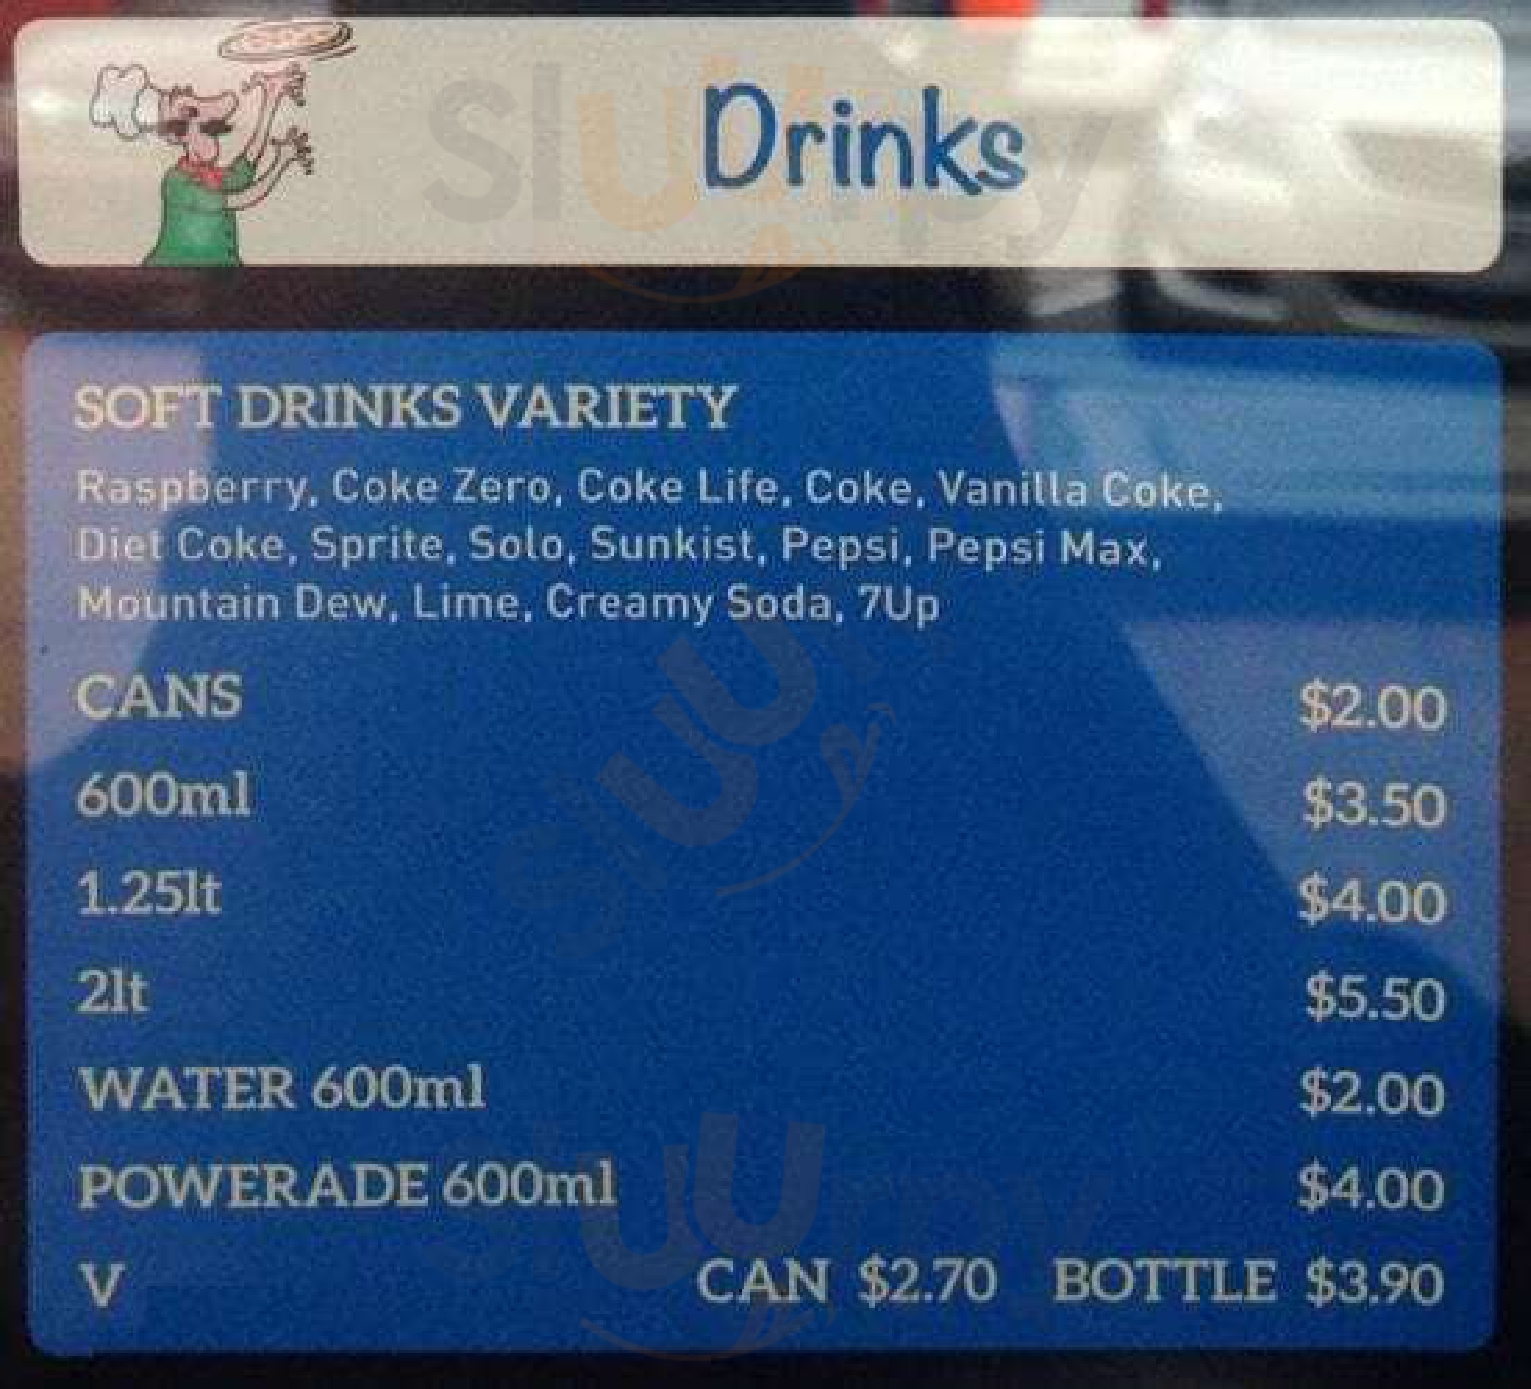 Drinks
SOFT DRINKS VARIETY
Raspberry, Coke Zero, Coke Life, Coke, Vanilla Coke,
Diet Coke, Sprite, Solo, Sunkist, Pepsi, Pepsi Max,
Mountain Dew, Lime, Creamy Soda, 7Up
CANS $2.00
600ml $3.50
1.25lt $4.00
2lt $5.50
WATER 600ml $2.00
POWERADE 600ml $4.00
V CAN $2.70 BOTTLE $3.90